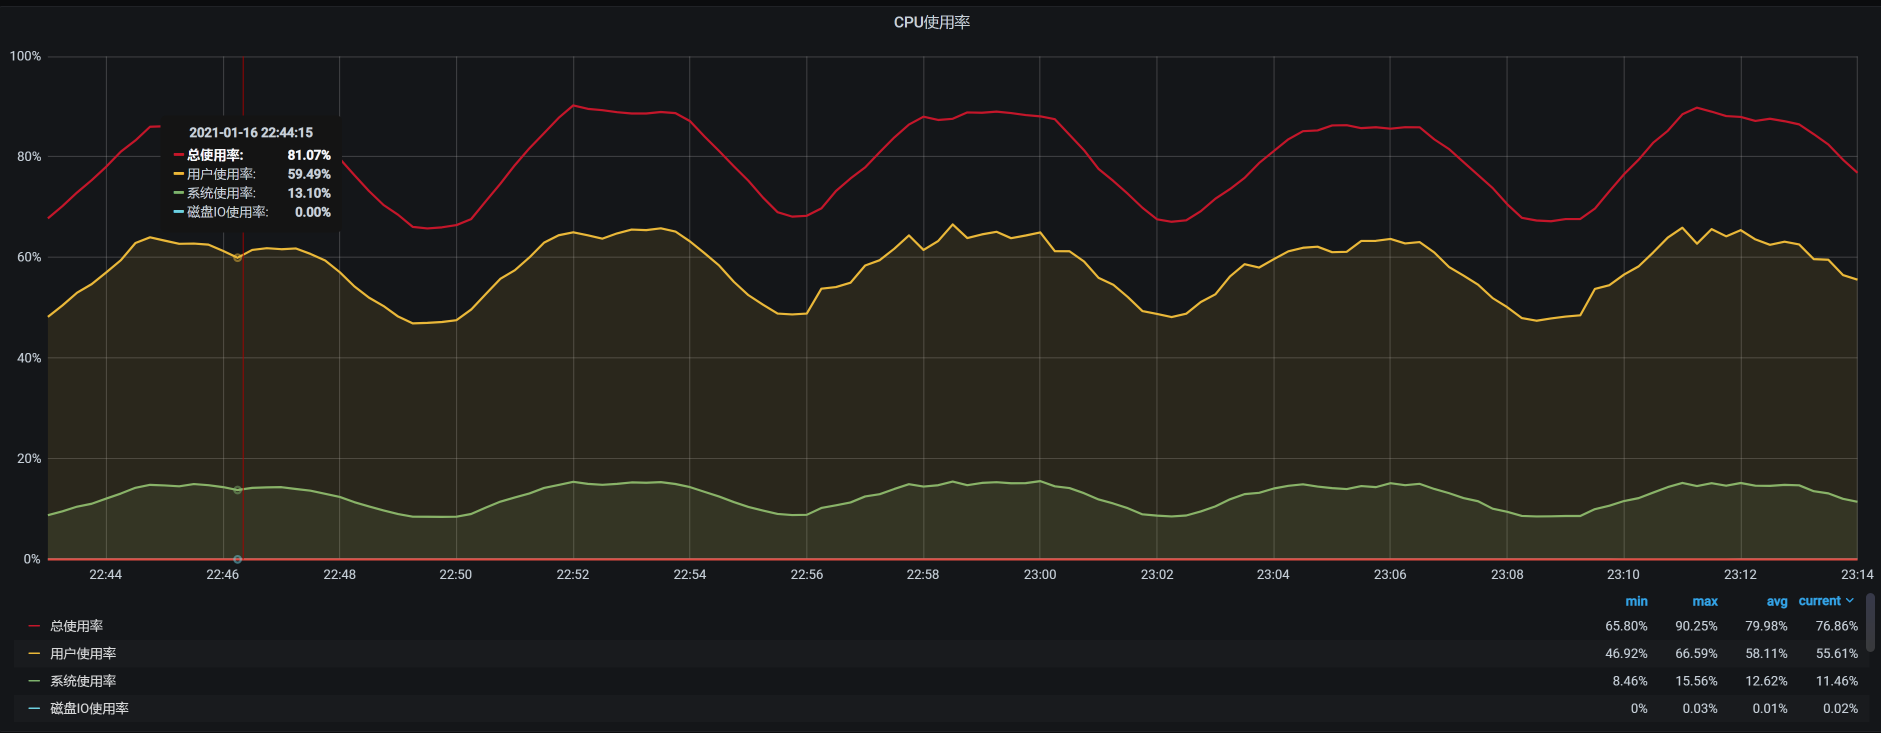 CPU使用率
100%
80%
60%
40%
20%
0%
2021-01-16 22:44:15
总使用率: 81.07%
用户使用率: 59.49%
系统使用率: 13.10%
磁盘IO使用率: 0.00%
22:44 22:46 22:48 22:50 22:52 22:54 22:56 22:58 23:00 23:02 23:04 23:06 23:08 23:10 23:12 23:14
min max avg current
总使用率 65.80% 90.25% 79.98% 76.86%
用户使用率 46.92% 66.59% 58.11% 55.61%
系统使用率 8.46% 15.56% 12.62% 11.46%
磁盘IO使用率 0% 0.03% 0.01% 0.02%